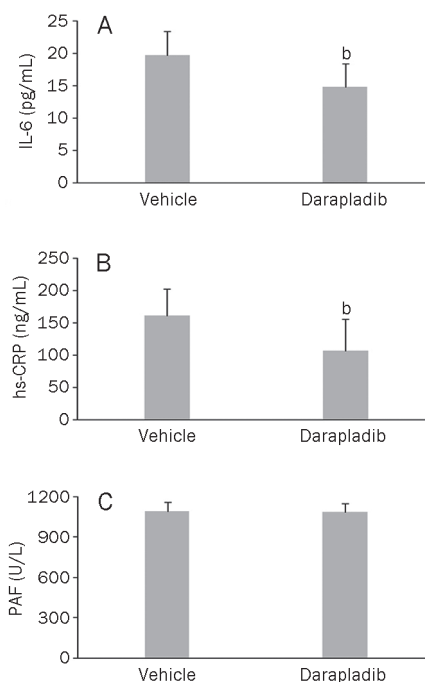 A
IL-6 (pg/mL)
25
20
15
10
5
0
b
Vehicle Darapladib
B
hs-CRP (ng/mL)
250
200
150
100
50
0
b
Vehicle Darapladib
C
PAF (U/L)
1200
900
600
300
0
Vehicle Darapladib